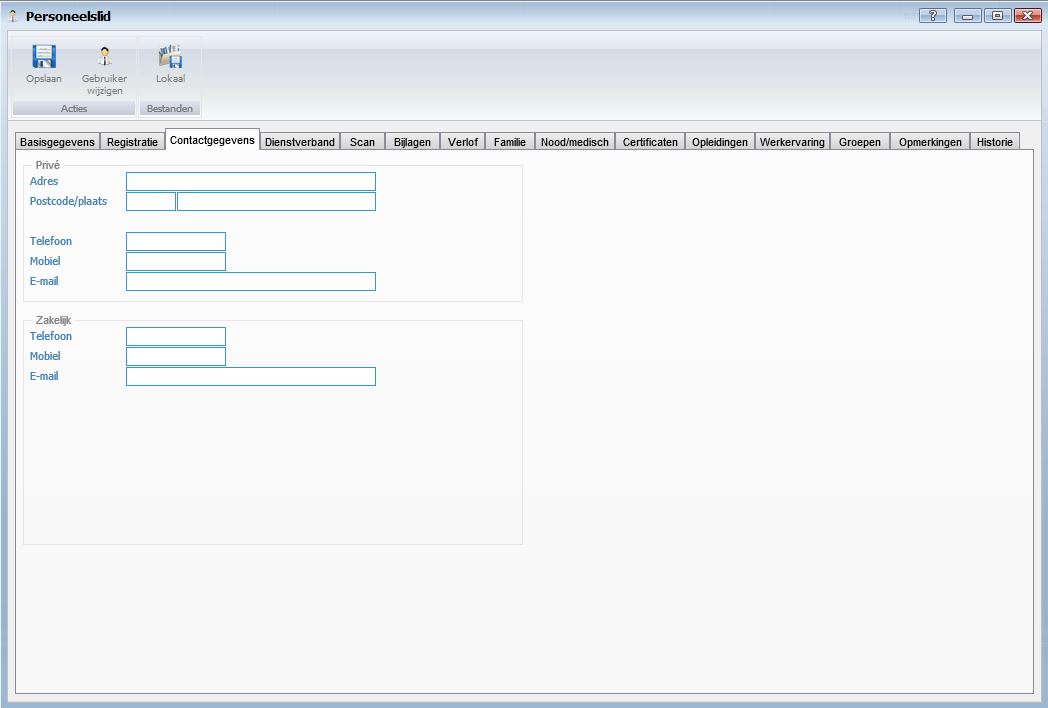 Personeelslid
?
Opslaan
Gebruiker
wijzigen
Lokaal
Acties
Bestanden
Basisgegevens Registratie Contactgegevens Dienstverband Scan Bijlagen Verlof Familie Nood/medisch Certificaten Opleidingen Werkervaring Groepen Opmerkingen Historie
Privé
Adres
Postcode/plaats
Telefoon
Mobiel
E-mail
Zakelijk
Telefoon
Mobiel
E-mail